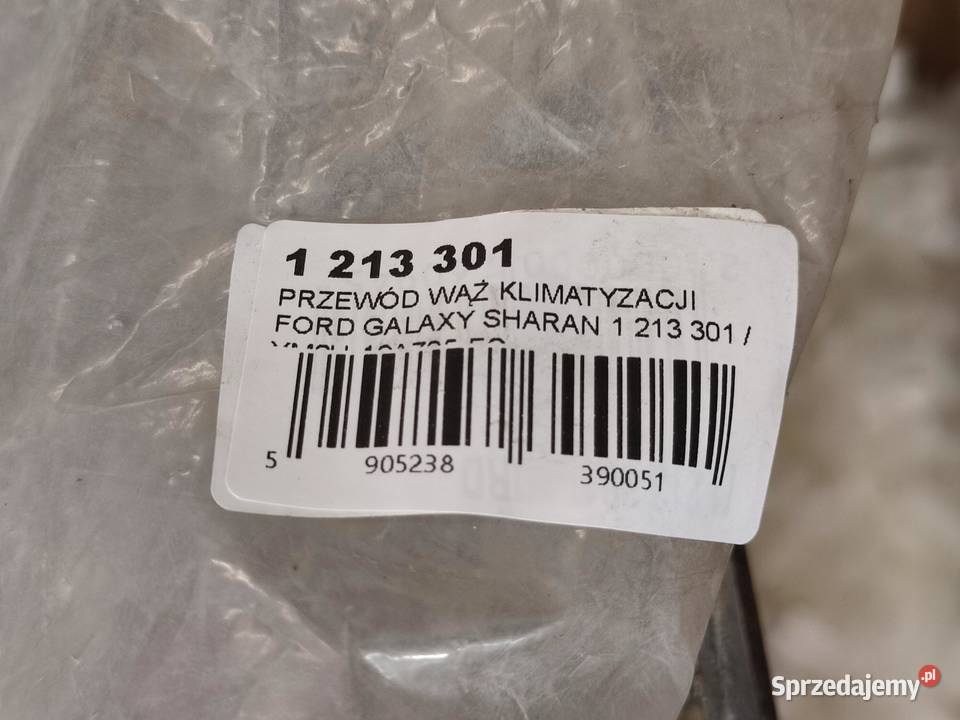 1 213 301
PRZEWÓD WĄŻ KLIMATYZACJI
FORD GALAXY SHARAN 1 213 301 /
5 905238 390051
Sprzedajemy.pl